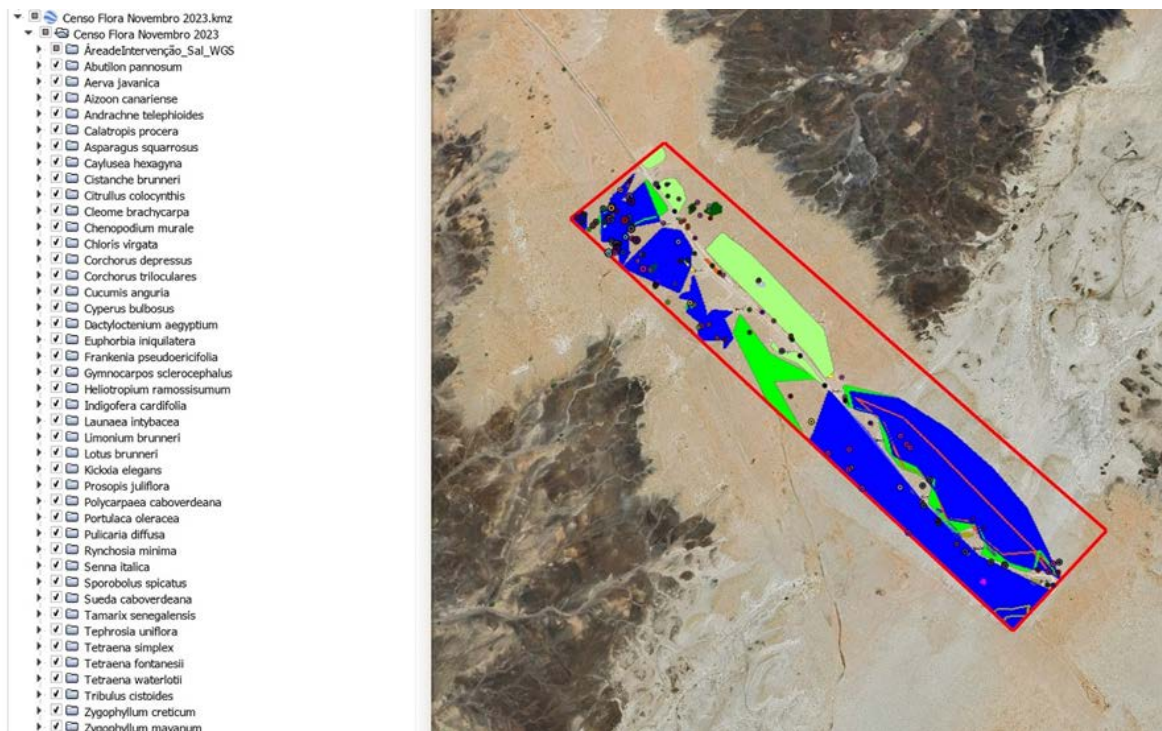 Censo Flora Novembro 2023.kmz
Censo Flora Novembro 2023
ÁreadeIntervenção_Sal_WGS
Abutilon pannosum
Aerva javanica
Aizoon canariense
Andrachne telephioides
Calatropis procera
Asparagus squarrosus
Caylusea hexagyna
Cistanche brunneri
Citrullus colocynthis
Cleome brachycarpa
Chenopodium murale
Chloris virgata
Corchorus depressus
Corchorus triloculares
Cucumis anguria
Cyperus bulbosus
Dactyloctenium aegyptium
Euphorbia iniquilatera
Frankenia pseudoericifolia
Gymnocarpos sclerocephalus
Heliotropium ramossisumum
Indigofera cardifolia
Launaea intybacea
Limonium brunneri
Lotus brunneri
Kickxia elegans
Prosopis juliflora
Polycarpaea caboverdeana
Portulaca oleracea
Pulicaria diffusa
Rynchosia minima
Senna italica
Sporobolus spicatus
Sueda caboverdeana
Tamarix senegalensis
Tephrosia uniflora
Tetraena simplex
Tetraena fontanesii
Tetraena waterlotii
Tribulus cistoides
Zygophyllum creticum
Zygophyllum mayanum